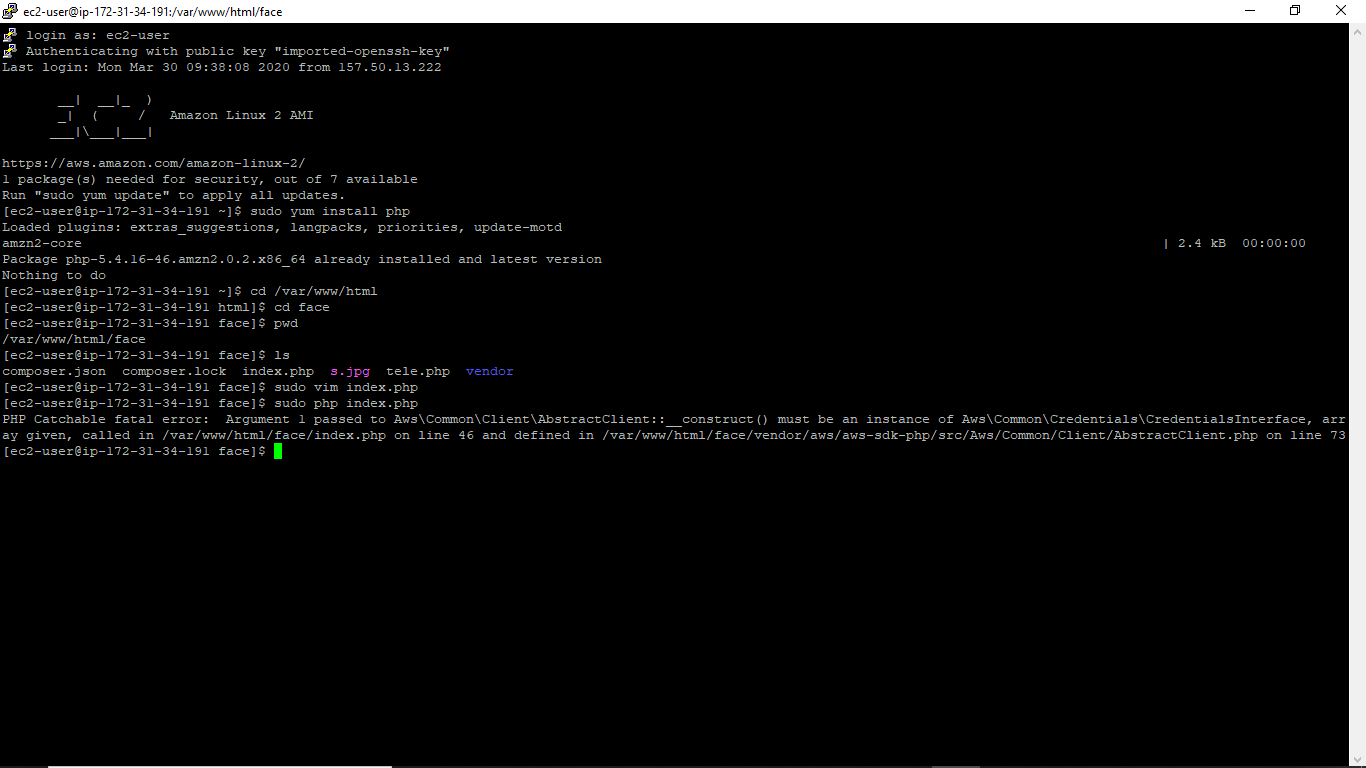 ec2-user@ip-172-31-34-191:/var/www/html/face
login as: ec2-user
Authenticating with public key "imported-openssh-key"
Last login: Mon Mar 30 09:38:08 2020 from 157.50.13.222
       __|  __|_  )
       _|  (     /   Amazon Linux 2 AMI
      ___|\___|___|
https://aws.amazon.com/amazon-linux-2/
1 package(s) needed for security, out of 7 available
Run "sudo yum update" to apply all updates.
[ec2-user@ip-172-31-34-191 ~]$ sudo yum install php
Loaded plugins: extras_suggestions, langpacks, priorities, update-motd
amzn2-core | 2.4 kB  00:00:00
Package php-5.4.16-46.amzn2.0.2.x86_64 already installed and latest version
Nothing to do
[ec2-user@ip-172-31-34-191 ~]$ cd /var/www/html
[ec2-user@ip-172-31-34-191 html]$ cd face
[ec2-user@ip-172-31-34-191 face]$ pwd
/var/www/html/face
[ec2-user@ip-172-31-34-191 face]$ ls
composer.json  composer.lock  index.php  s.jpg  tele.php  vendor
[ec2-user@ip-172-31-34-191 face]$ sudo vim index.php
[ec2-user@ip-172-31-34-191 face]$ sudo php index.php
PHP Catchable fatal error:  Argument 1 passed to Aws\Common\Client\AbstractClient::__construct() must be an instance of Aws\Common\Credentials\CredentialsInterface, arr
ay given, called in /var/www/html/face/index.php on line 46 and defined in /var/www/html/face/vendor/aws/aws-sdk-php/src/Aws/Common/Client/AbstractClient.php on line 73
[ec2-user@ip-172-31-34-191 face]$